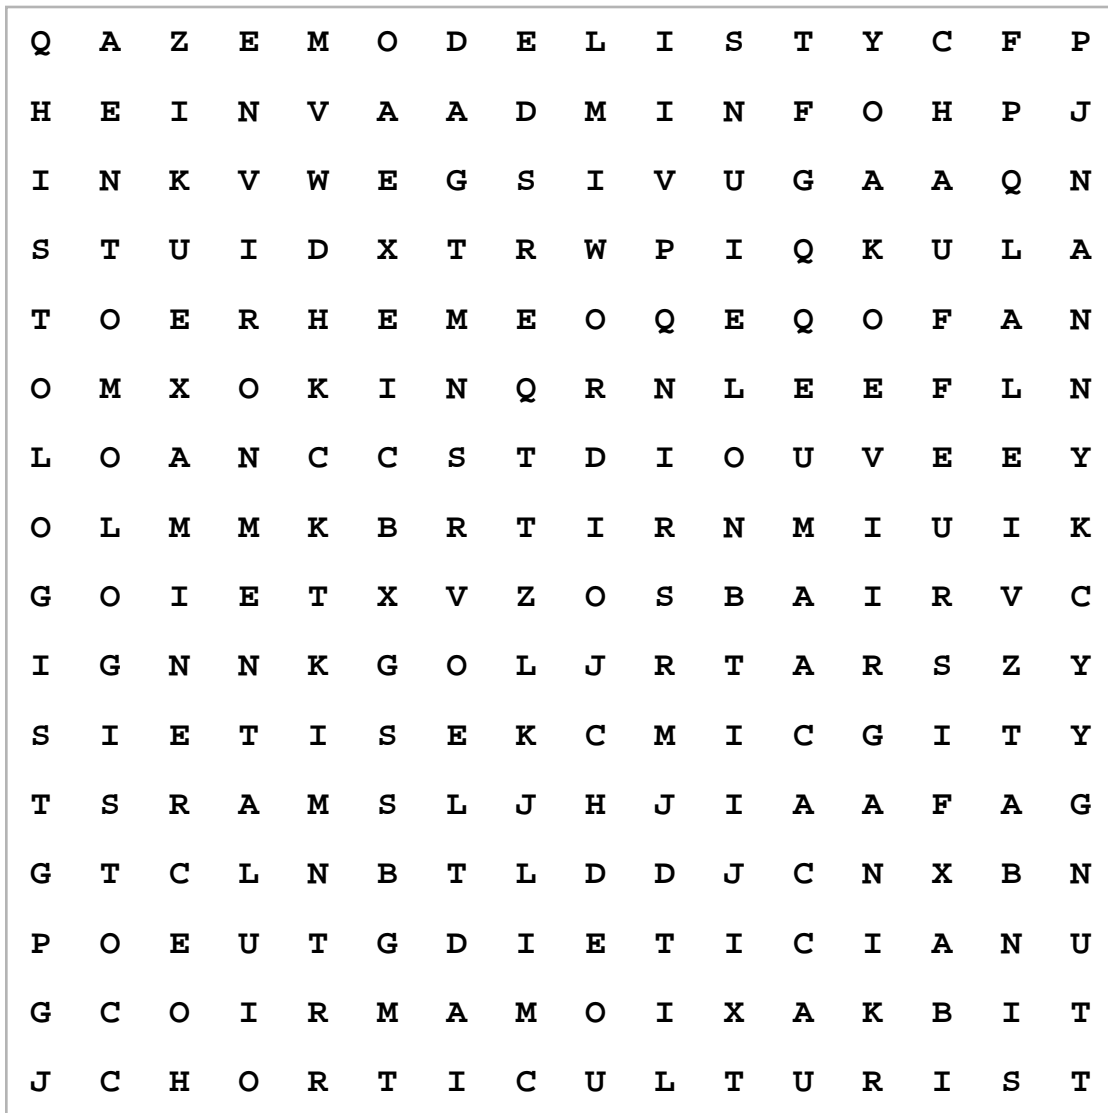 Q A Z E M O D E L I S T Y C F P
H E I N V A A D M I N F O H P J
I N K V W E G S I V U G A A Q N
S T U I D X T R W P I Q K U L A
T O E R H E M E O Q E Q O F A N
O M X O K I N Q R N L E E F L N
L O A N C C S T D I O U V E E Y
O L M M K B R T I R N M I U I K
G O I E T X V Z O S B A I R V C
I G N N K G O L J R T A R S Z Y
S I E T I S E K C M I C G I T Y
T S R A M S L J H J I A A F A G
G T C L N B T L D D J C N X B N
P O E U T G D I E T I C I A N U
G C O I R M A M O I X A K B I T
J C H O R T I C U L T U R I S T